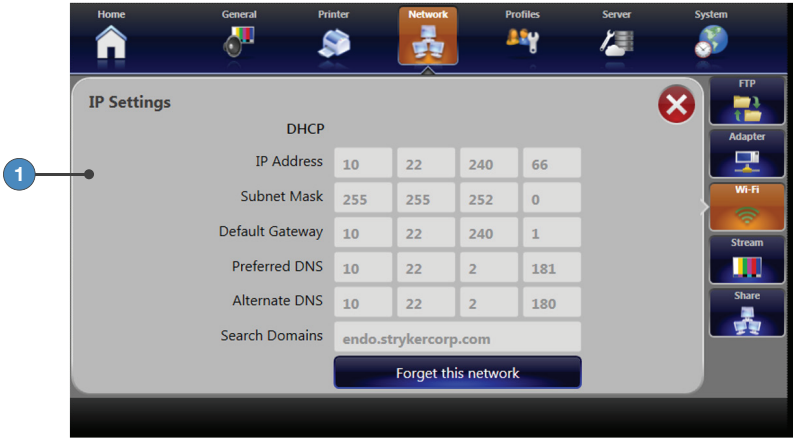 Home General Printer Network Profiles Server System
IP Settings
DHCP
IP Address 10 22 240 66
Subnet Mask 255 255 252 0
Default Gateway 10 22 240 1
Preferred DNS 10 22 2 181
Alternate DNS 10 22 2 180
Search Domains endo.strykercorp.com
Forget this network
FTP
Adapter
Wi-Fi
Stream
Share
1